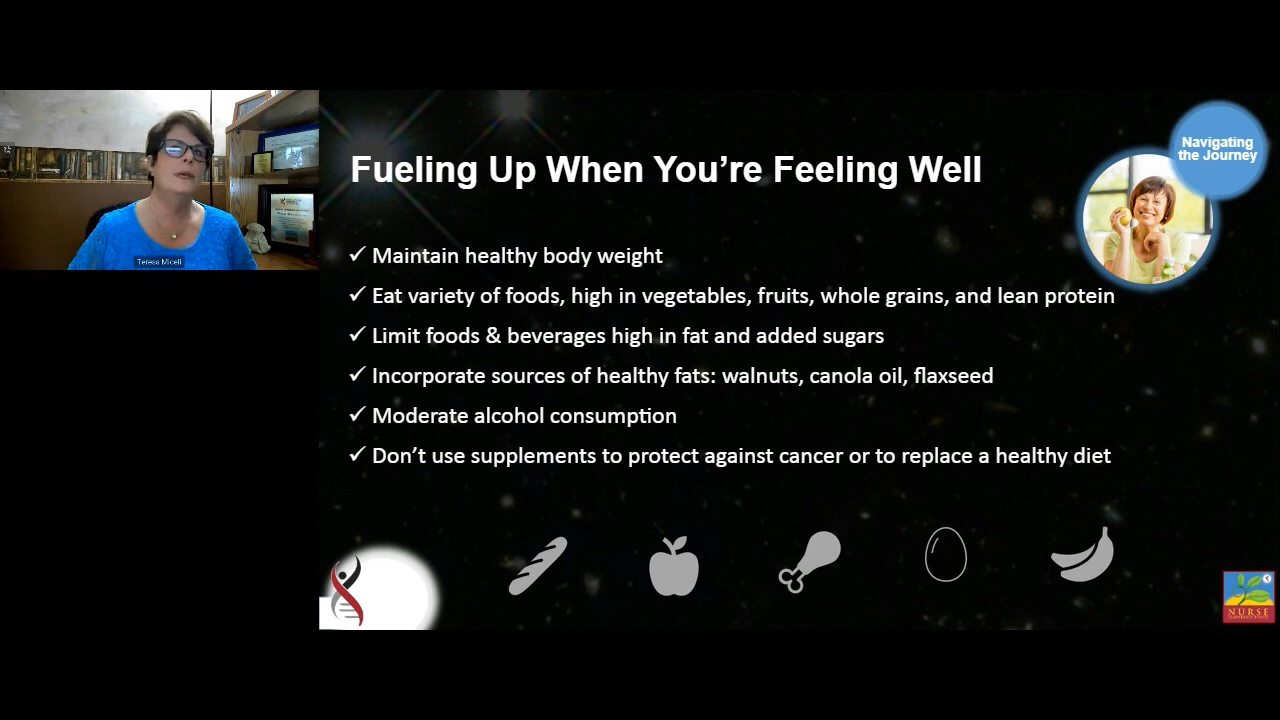 Fueling Up When You’re Feeling Well
Navigating
the Journey
✓ Maintain healthy body weight
✓ Eat variety of foods, high in vegetables, fruits, whole grains, and lean protein
✓ Limit foods & beverages high in fat and added sugars
✓ Incorporate sources of healthy fats: walnuts, canola oil, flaxseed
✓ Moderate alcohol consumption
✓ Don’t use supplements to protect against cancer or to replace a healthy diet
Teresa Miceli
NURSE